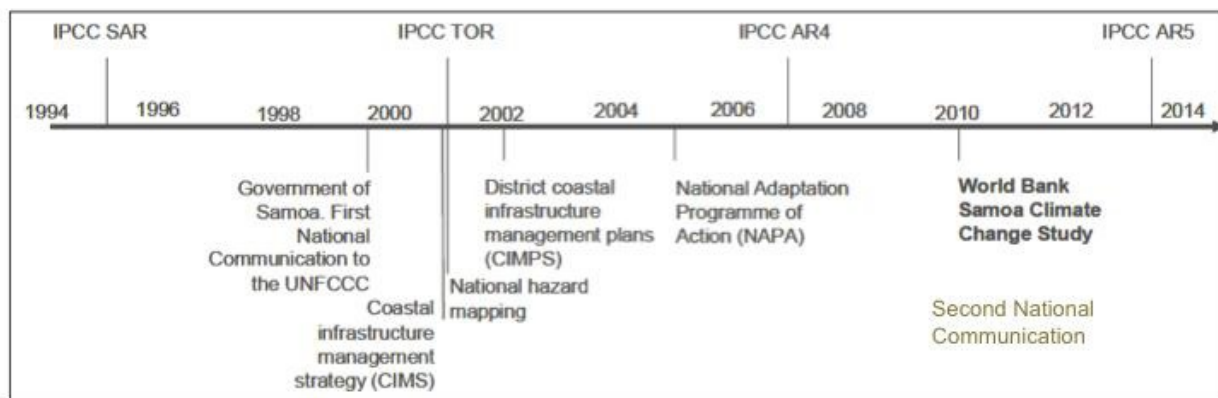 IPCC SAR
IPCC TOR
IPCC AR4
IPCC AR5
1994
1996
1998
2000
2002
2004
2006
2008
2010
2012
2014
Government of
Samoa. First
National
Communication to
the UNFCCC
Coastal
infrastructure
management
strategy (CIMS)
National hazard
mapping
District coastal
infrastructure
management plans
(CIMPS)
National Adaptation
Programme of
Action (NAPA)
World Bank
Samoa Climate
Change Study
Second National
Communication